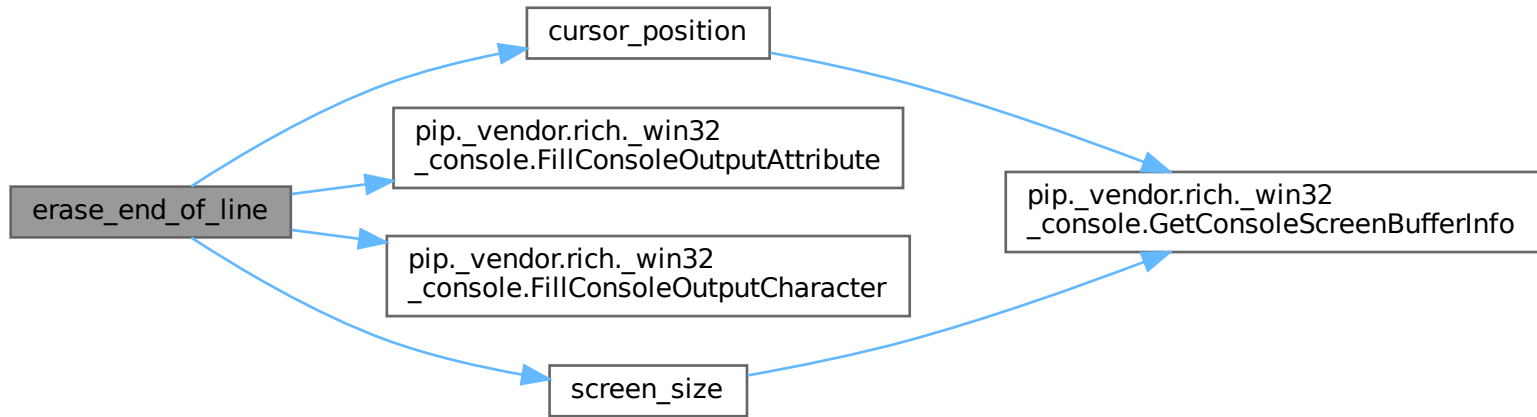 erase_end_of_line
cursor_position
pip._vendor.rich._win32
_console.FillConsoleOutputAttribute
pip._vendor.rich._win32
_console.FillConsoleOutputCharacter
screen_size
pip._vendor.rich._win32
_console.GetConsoleScreenBufferInfo